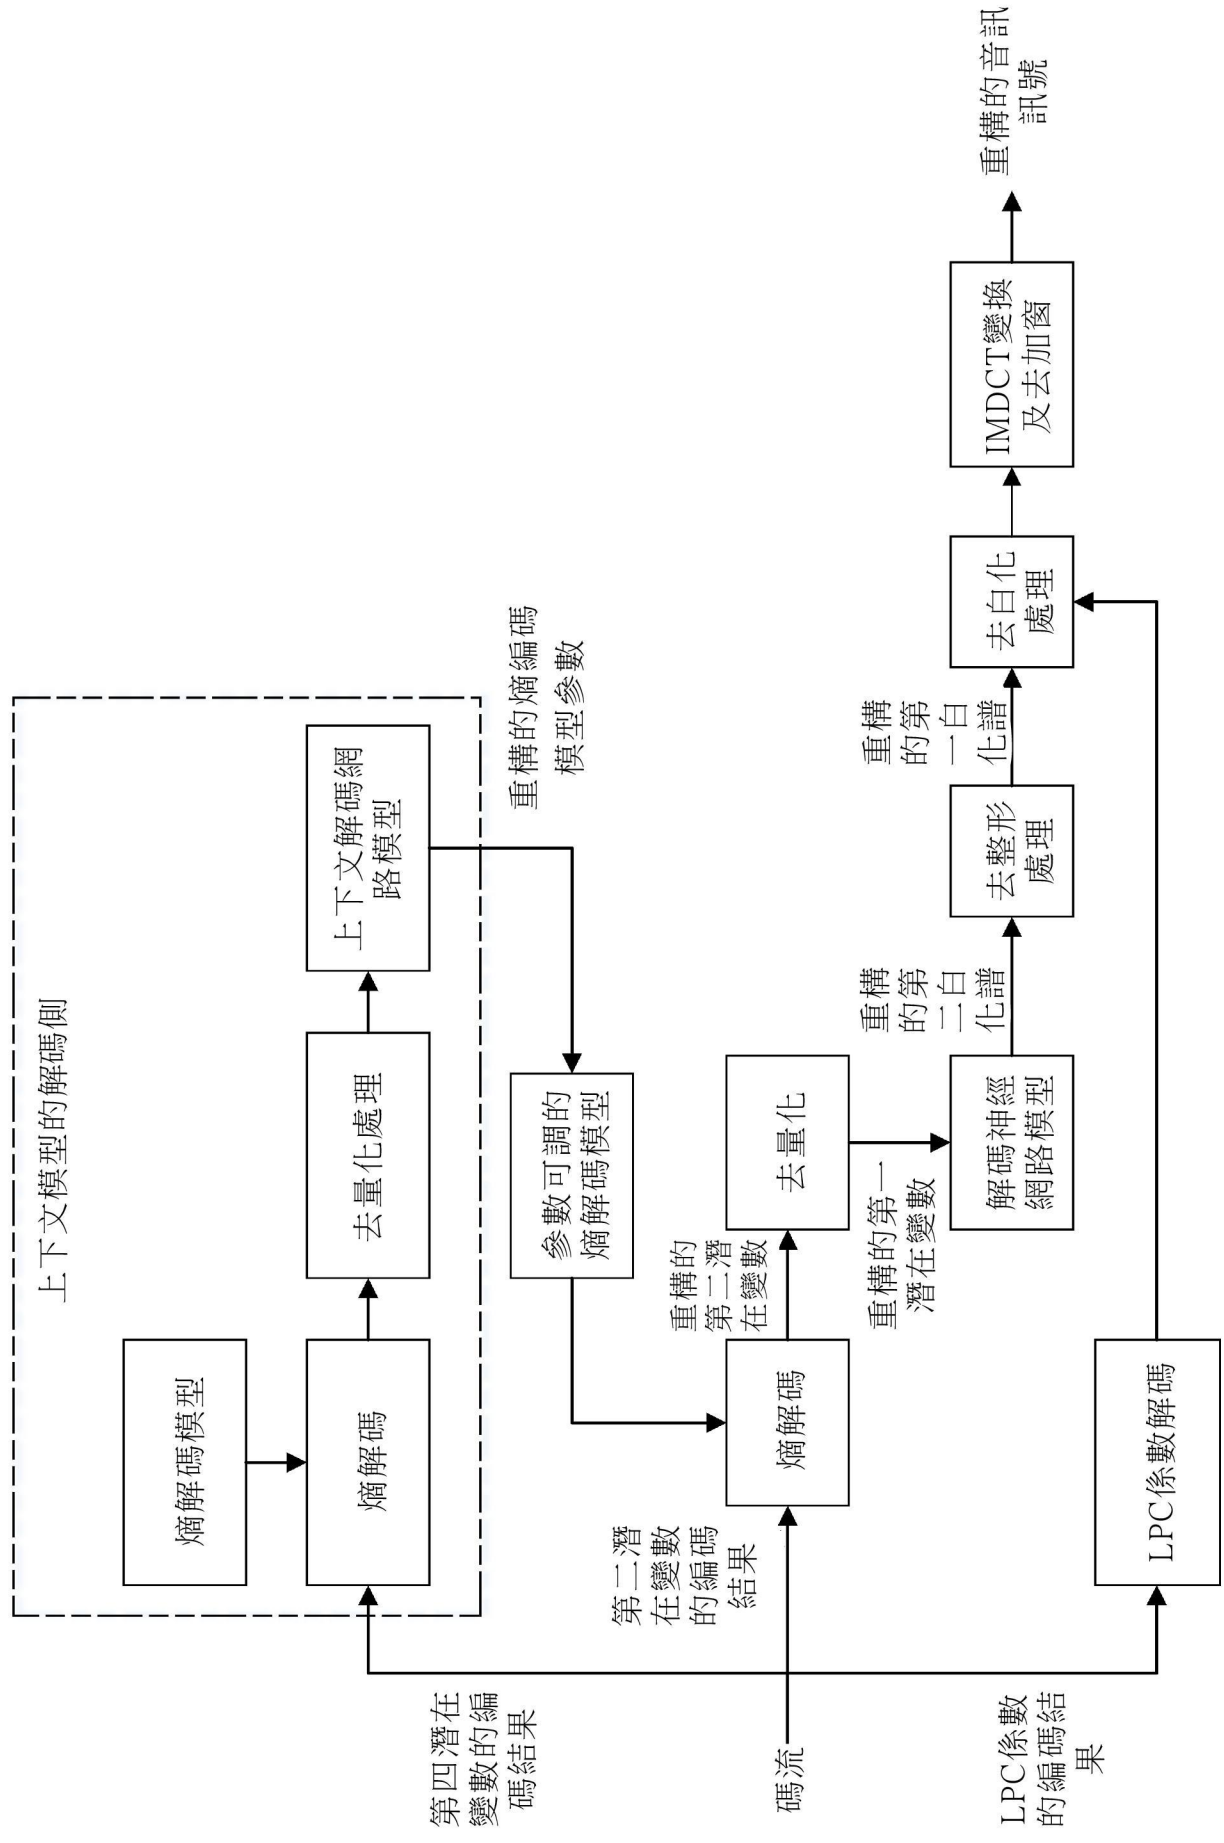 上下文模型的解碼側
熵解碼模型
熵解碼
去量化處理
上下文解碼網
路模型
第四潛在
變數的編
碼結果
重構的熵編碼
模型參數
參數可調的
熵解碼模型
碼流
第二潛
在變數
的編碼
結果
熵解碼
重構的
第二潛
在變數
去量化
重構的第一
潛在變數
解碼神經
網路模型
重構
的第
二白
化譜
去整形
處理
重構
的第
一白
化譜
去白化
處理
IMDCT變換
及去加窗
重構的音訊
訊號
LPC係數
的編碼結
果
LPC係數解碼